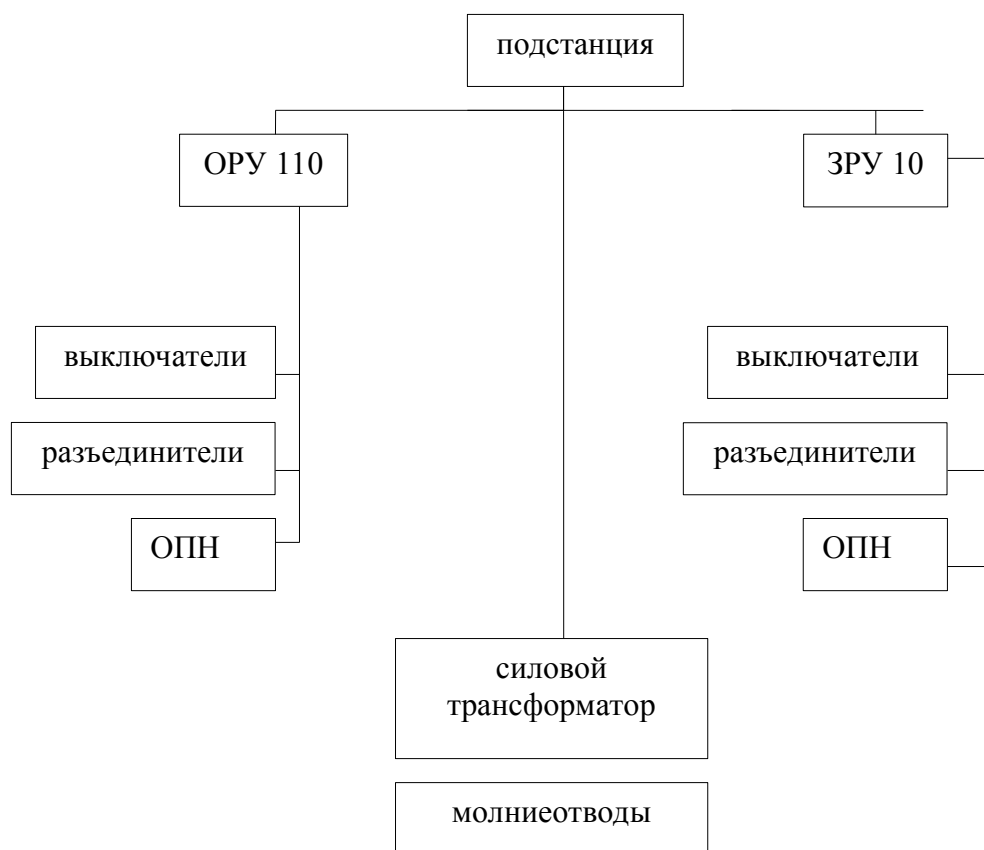 подстанция
ОРУ 110
ЗРУ 10
выключатели
выключатели
разъединители
разъединители
ОПН
ОПН
силовой
трансформатор
молниеотводы